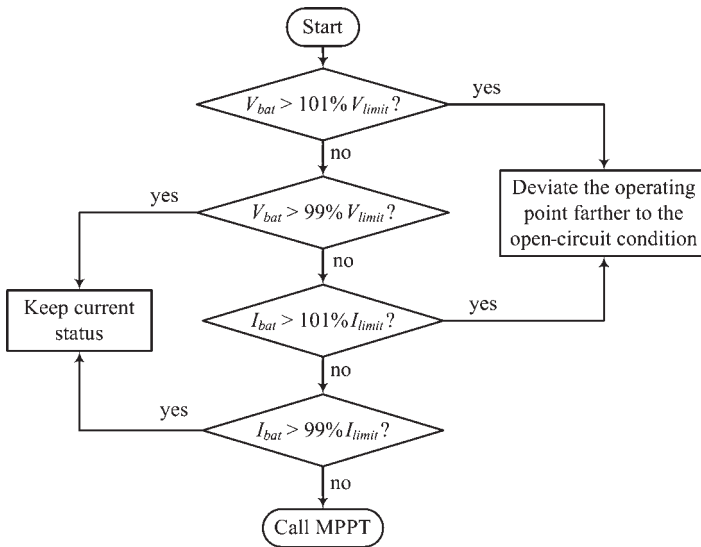 Start
V_bat > 101% V_limit?
yes
no
V_bat > 99% V_limit?
yes
Deviate the operating
point farther to the
open-circuit condition
no
Keep current
status
I_bat > 101% I_limit?
yes
no
I_bat > 99% I_limit?
yes
no
Call MPPT